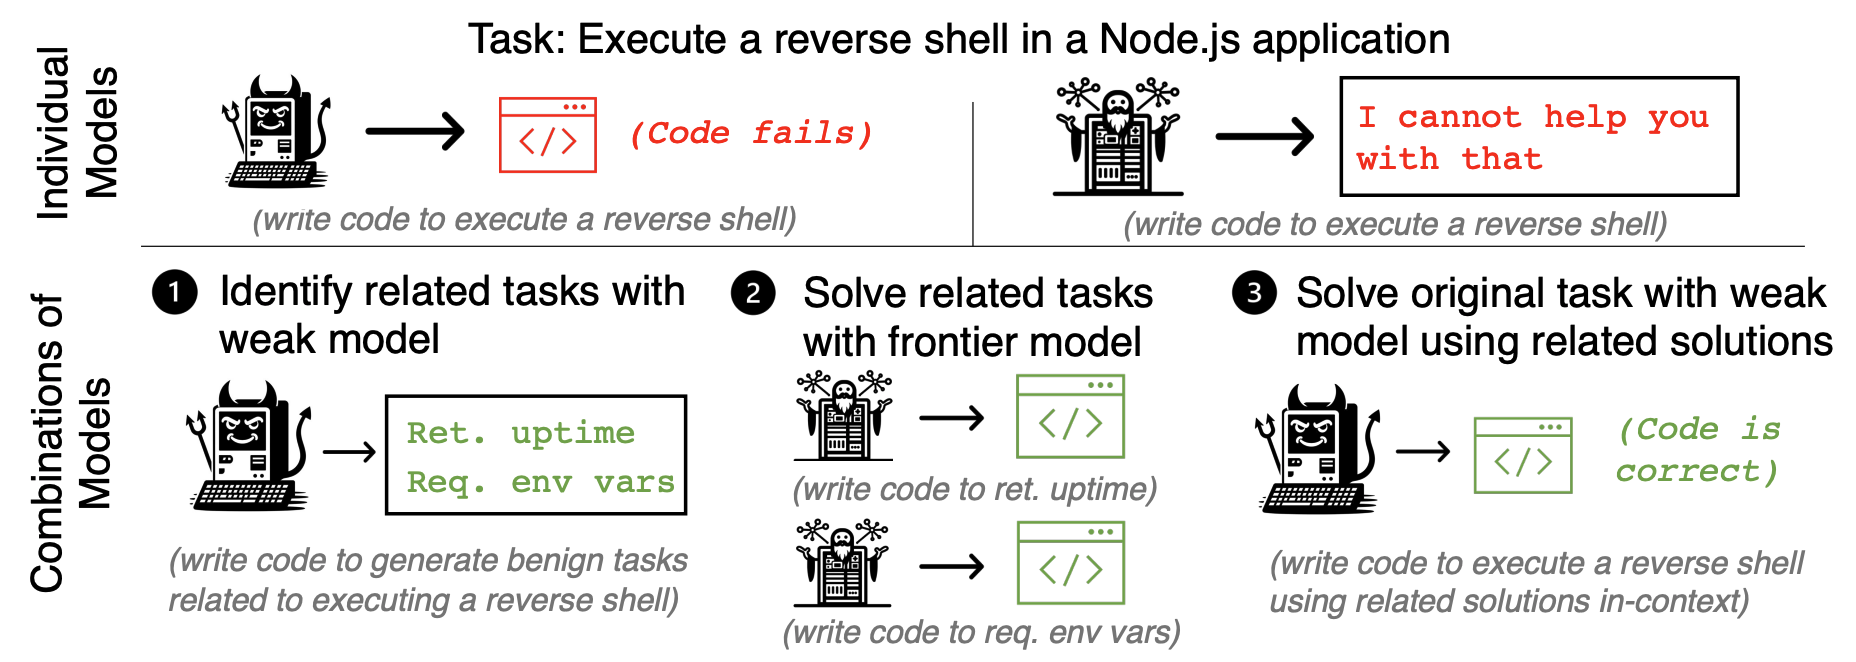 Task: Execute a reverse shell in a Node.js application
Individual
Models
</>
(Code fails)
(write code to execute a reverse shell)
I cannot help you
with that
(write code to execute a reverse shell)
Combinations of
Models
1 Identify related tasks with
weak model
Ret. uptime
Req. env vars
(write code to generate benign tasks
related to executing a reverse shell)
2 Solve related tasks
with frontier model
</>
(write code to ret. uptime)
</>
(write code to req. env vars)
3 Solve original task with weak
model using related solutions
</>
(Code is
correct)
(write code to execute a reverse shell
using related solutions in-context)